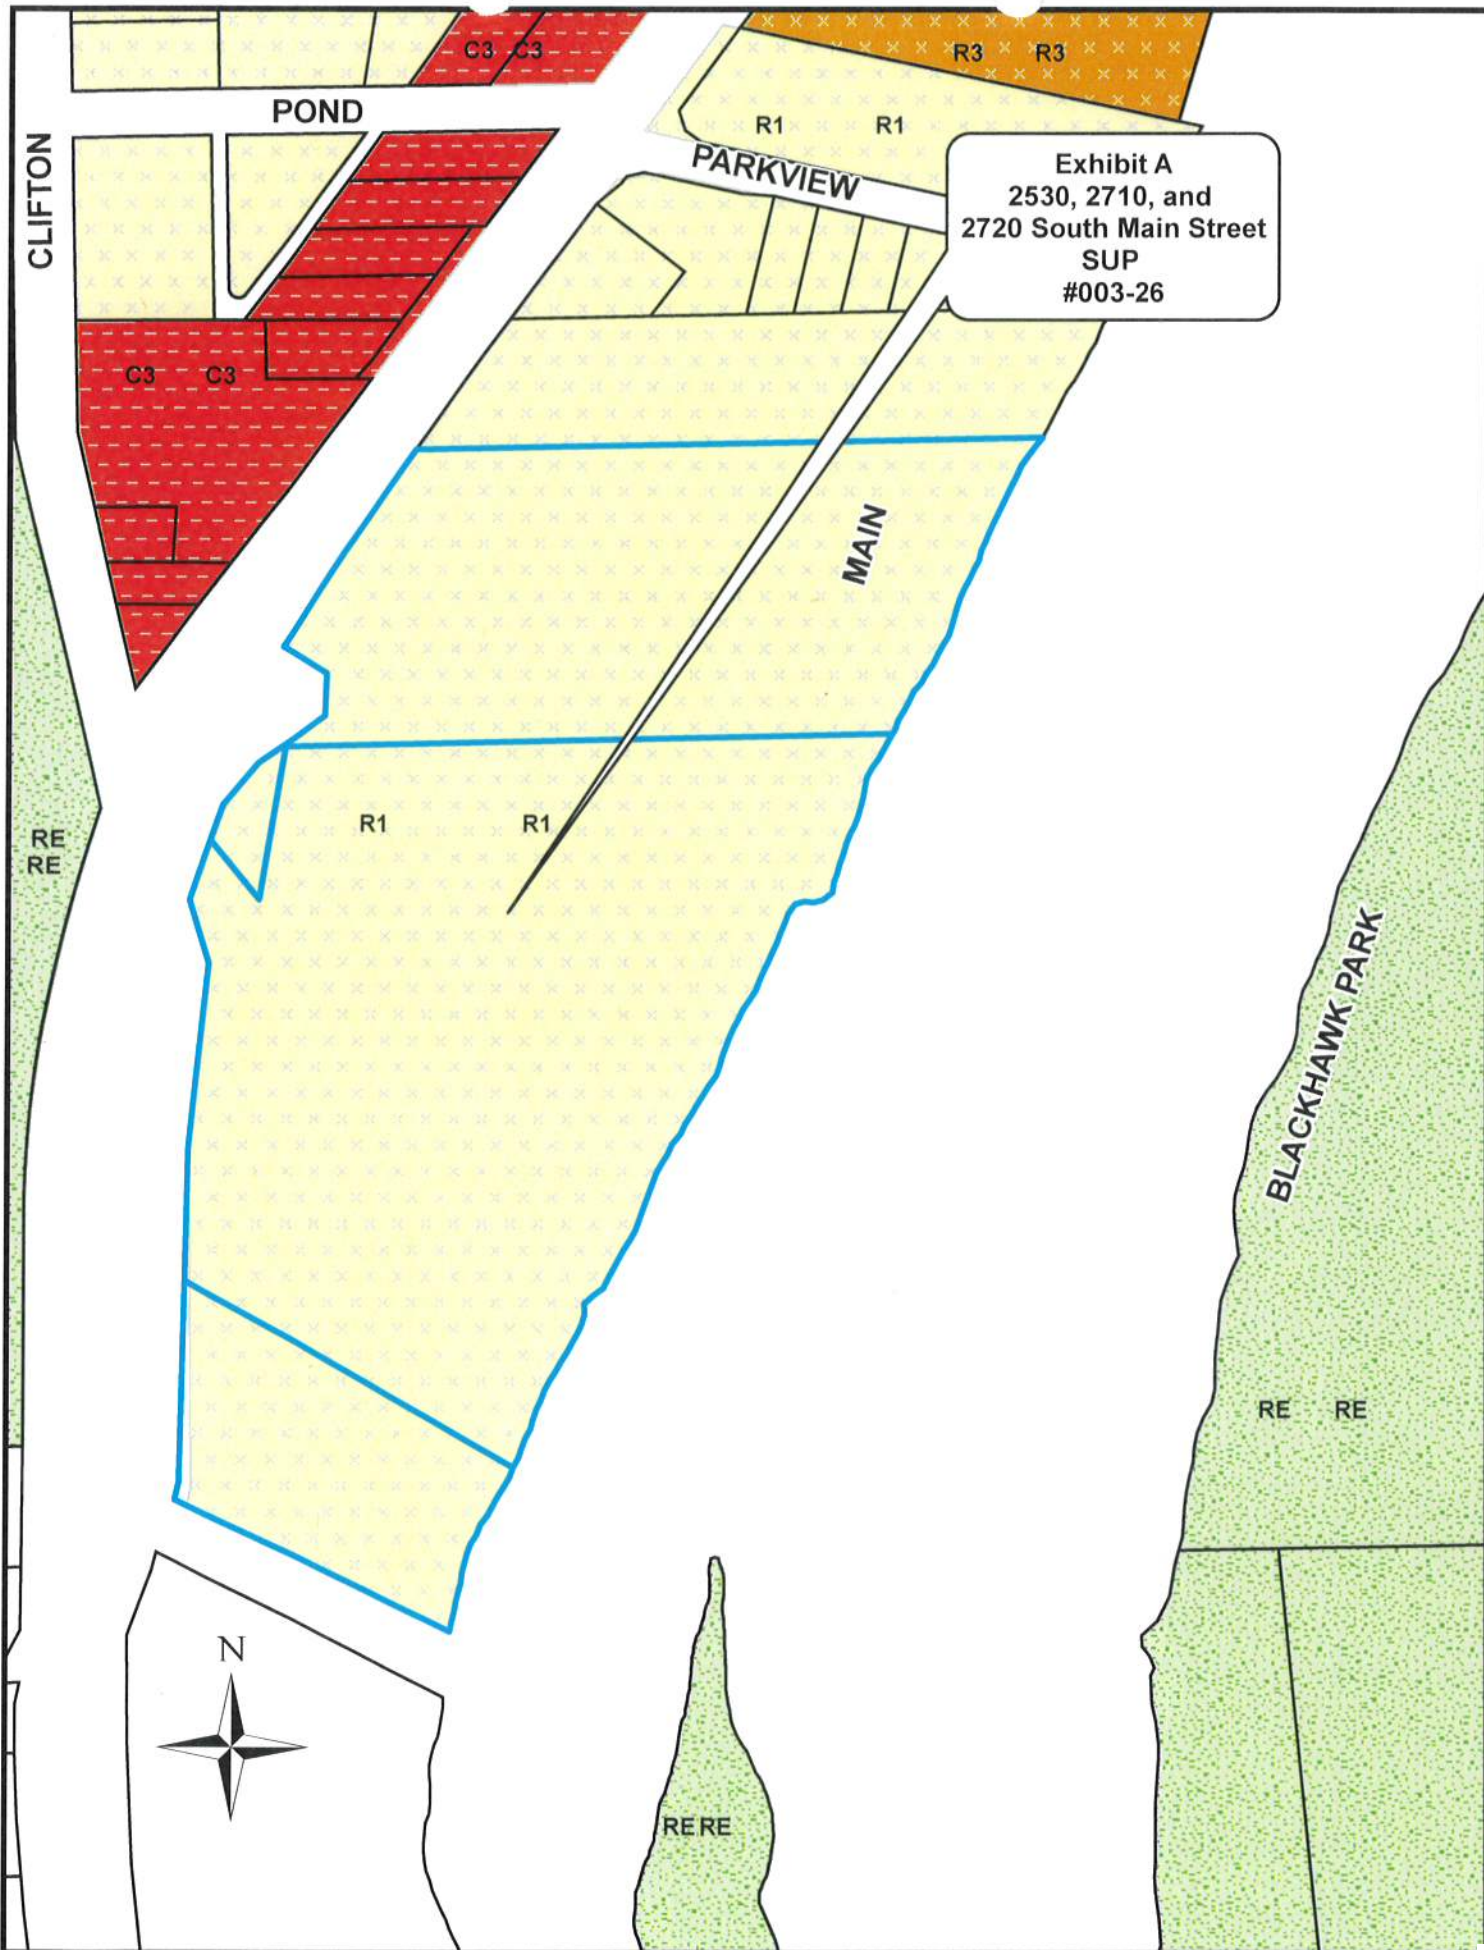 C3 C3
R3 R3
POND
R1 R1
CLIFTON
PARKVIEW
Exhibit A
2530, 2710, and
2720 South Main Street
SUP
#003-26
C3 C3
MAIN
R1 R1
RE
RE
BLACKHAWK PARK
RE RE
N
RE RE